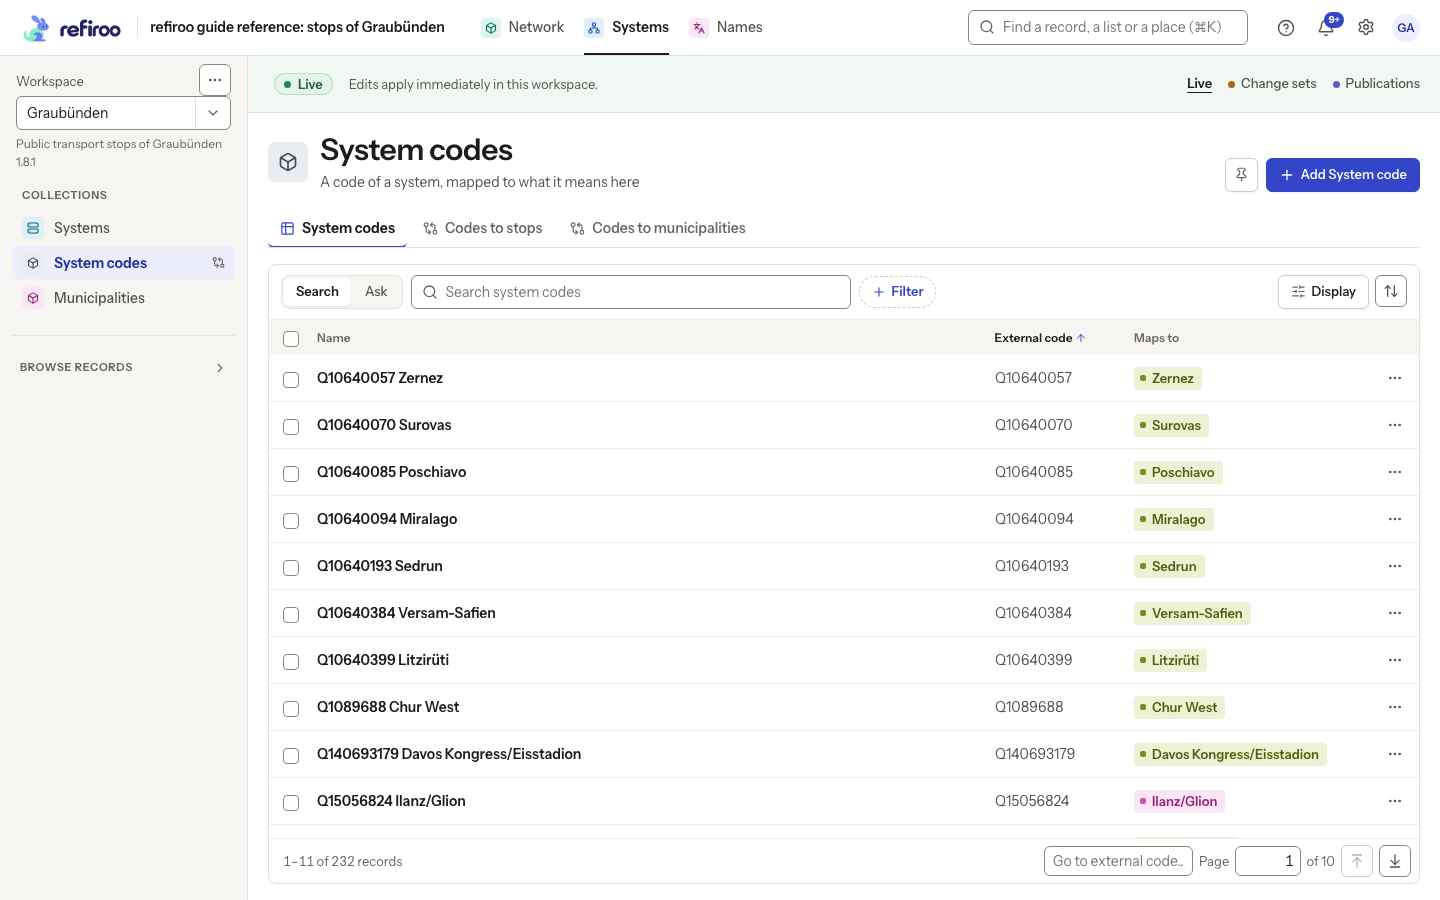 refiroo
refiroo guide reference: stops of Graubünden
Network
Systems
Names
Find a record, a list or a place (⌘K)
9+
GA
Workspace
Graubünden
Public transport stops of Graubünden
1.8.1
COLLECTIONS
Systems
System codes
Municipalities
BROWSE RECORDS
Live
Edits apply immediately in this workspace.
Live
Change sets
Publications
System codes
A code of a system, mapped to what it means here
Add System code
System codes
Codes to stops
Codes to municipalities
Search
Ask
Search system codes
Filter
Display
Name
External code
Maps to
Q10640057 Zernez
Q10640057
Zernez
Q10640070 Surovas
Q10640070
Surovas
Q10640085 Poschiavo
Q10640085
Poschiavo
Q10640094 Miralago
Q10640094
Miralago
Q10640193 Sedrun
Q10640193
Sedrun
Q10640384 Versam-Safien
Q10640384
Versam-Safien
Q10640399 Litzirüti
Q10640399
Litzirüti
Q1089688 Chur West
Q1089688
Chur West
Q140693179 Davos Kongress/Eisstadion
Q140693179
Davos Kongress/Eisstadion
Q15056824 Ilanz/Glion
Q15056824
Ilanz/Glion
1–11 of 232 records
Go to external code..
Page
1
of 10